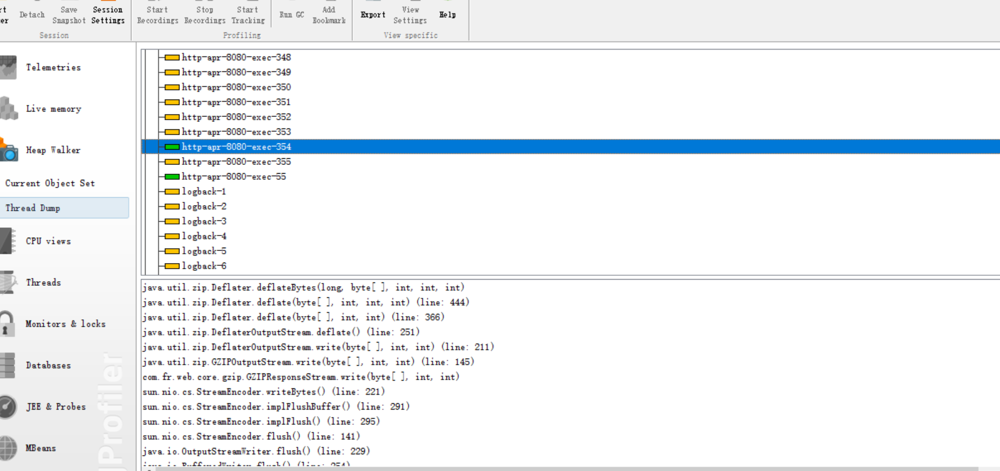 Detach
Save
Snapshot
Session
Settings
Start
Recordings
Stop
Recordings
Start
Tracking
Run GC
Add
Bookmark
Export
View
Settings
Help
Session
Profiling
View specific
Telemetries
Live memory
Heap Walker
Current Object Set
Thread Dump
CPU views
Threads
Monitors & locks
Databases
JEE & Probes
MBeans
Profiler
http-apr-8080-exec-348
http-apr-8080-exec-349
http-apr-8080-exec-350
http-apr-8080-exec-351
http-apr-8080-exec-352
http-apr-8080-exec-353
http-apr-8080-exec-354
http-apr-8080-exec-355
http-apr-8080-exec-55
logback-1
logback-2
logback-3
logback-4
logback-5
logback-6
java.util.zip.Deflater.deflateBytes(long, byte[ ], int, int, int)
java.util.zip.Deflater.deflate(byte[ ], int, int, int) (line: 444)
java.util.zip.Deflater.deflate(byte[ ], int, int) (line: 366)
java.util.zip.DeflaterOutputStream.deflate() (line: 251)
java.util.zip.DeflaterOutputStream.write(byte[ ], int, int) (line: 211)
java.util.zip.GZIPOutputStream.write(byte[ ], int, int) (line: 145)
com.fr.web.core.gzip.GZIPResponseStream.write(byte[ ], int, int)
sun.nio.cs.StreamEncoder.writeBytes() (line: 221)
sun.nio.cs.StreamEncoder.implFlushBuffer() (line: 291)
sun.nio.cs.StreamEncoder.implFlush() (line: 295)
sun.nio.cs.StreamEncoder.flush() (line: 141)
java.io.OutputStreamWriter.flush() (line: 229)
java.io.BufferedWriter.flush() (line: 254)